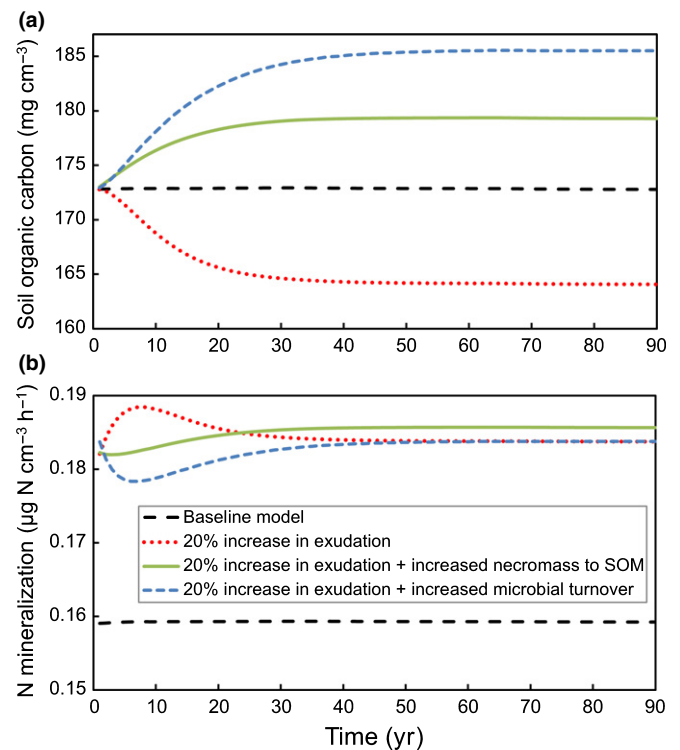 (a)
Soil organic carbon (mg cm⁻³)
185
180
175
170
165
160
0 10 20 30 40 50 60 70 80 90
(b)
N mineralization (µg N cm⁻³ h⁻¹)
0.19
0.18
0.17
0.16
0.15
Baseline model
20% increase in exudation
20% increase in exudation + increased necromass to SOM
20% increase in exudation + increased microbial turnover
0 10 20 30 40 50 60 70 80 90
Time (yr)